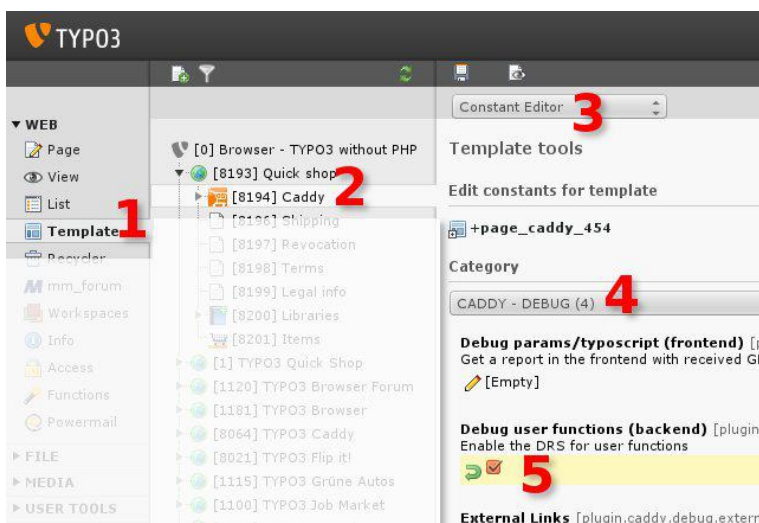 TYPO3
Constant Editor
3
WEB
Page
View
List
Template
1
Recycler
mm_forum
Workspaces
Info
Access
Functions
Powermail
FILE
MEDIA
USER TOOLS
[0] Browser - TYPO3 without PHP
[8193] Quick shop
2
[8194] Caddy
[8196] Shipping
[8197] Revocation
[8198] Terms
[8199] Legal info
[8200] Libraries
[8201] Items
[1] TYPO3 Quick Shop
[1120] TYPO3 Browser Forum
[1181] TYPO3 Browser
[8064] TYPO3 Caddy
[8021] TYPO3 Flip it!
[1115] TYPO3 Grüne Autos
[1100] TYPO3 Job Market
Template tools
Edit constants for template
+page_caddy_454
Category
4
CADDY - DEBUG (4)
Debug params/typoscript (frontend) [p
Get a report in the frontend with received G
[Empty]
Debug user functions (backend) [plugin
Enable the DRS for user functions
5
External Links [plugin.caddy.debug.extern